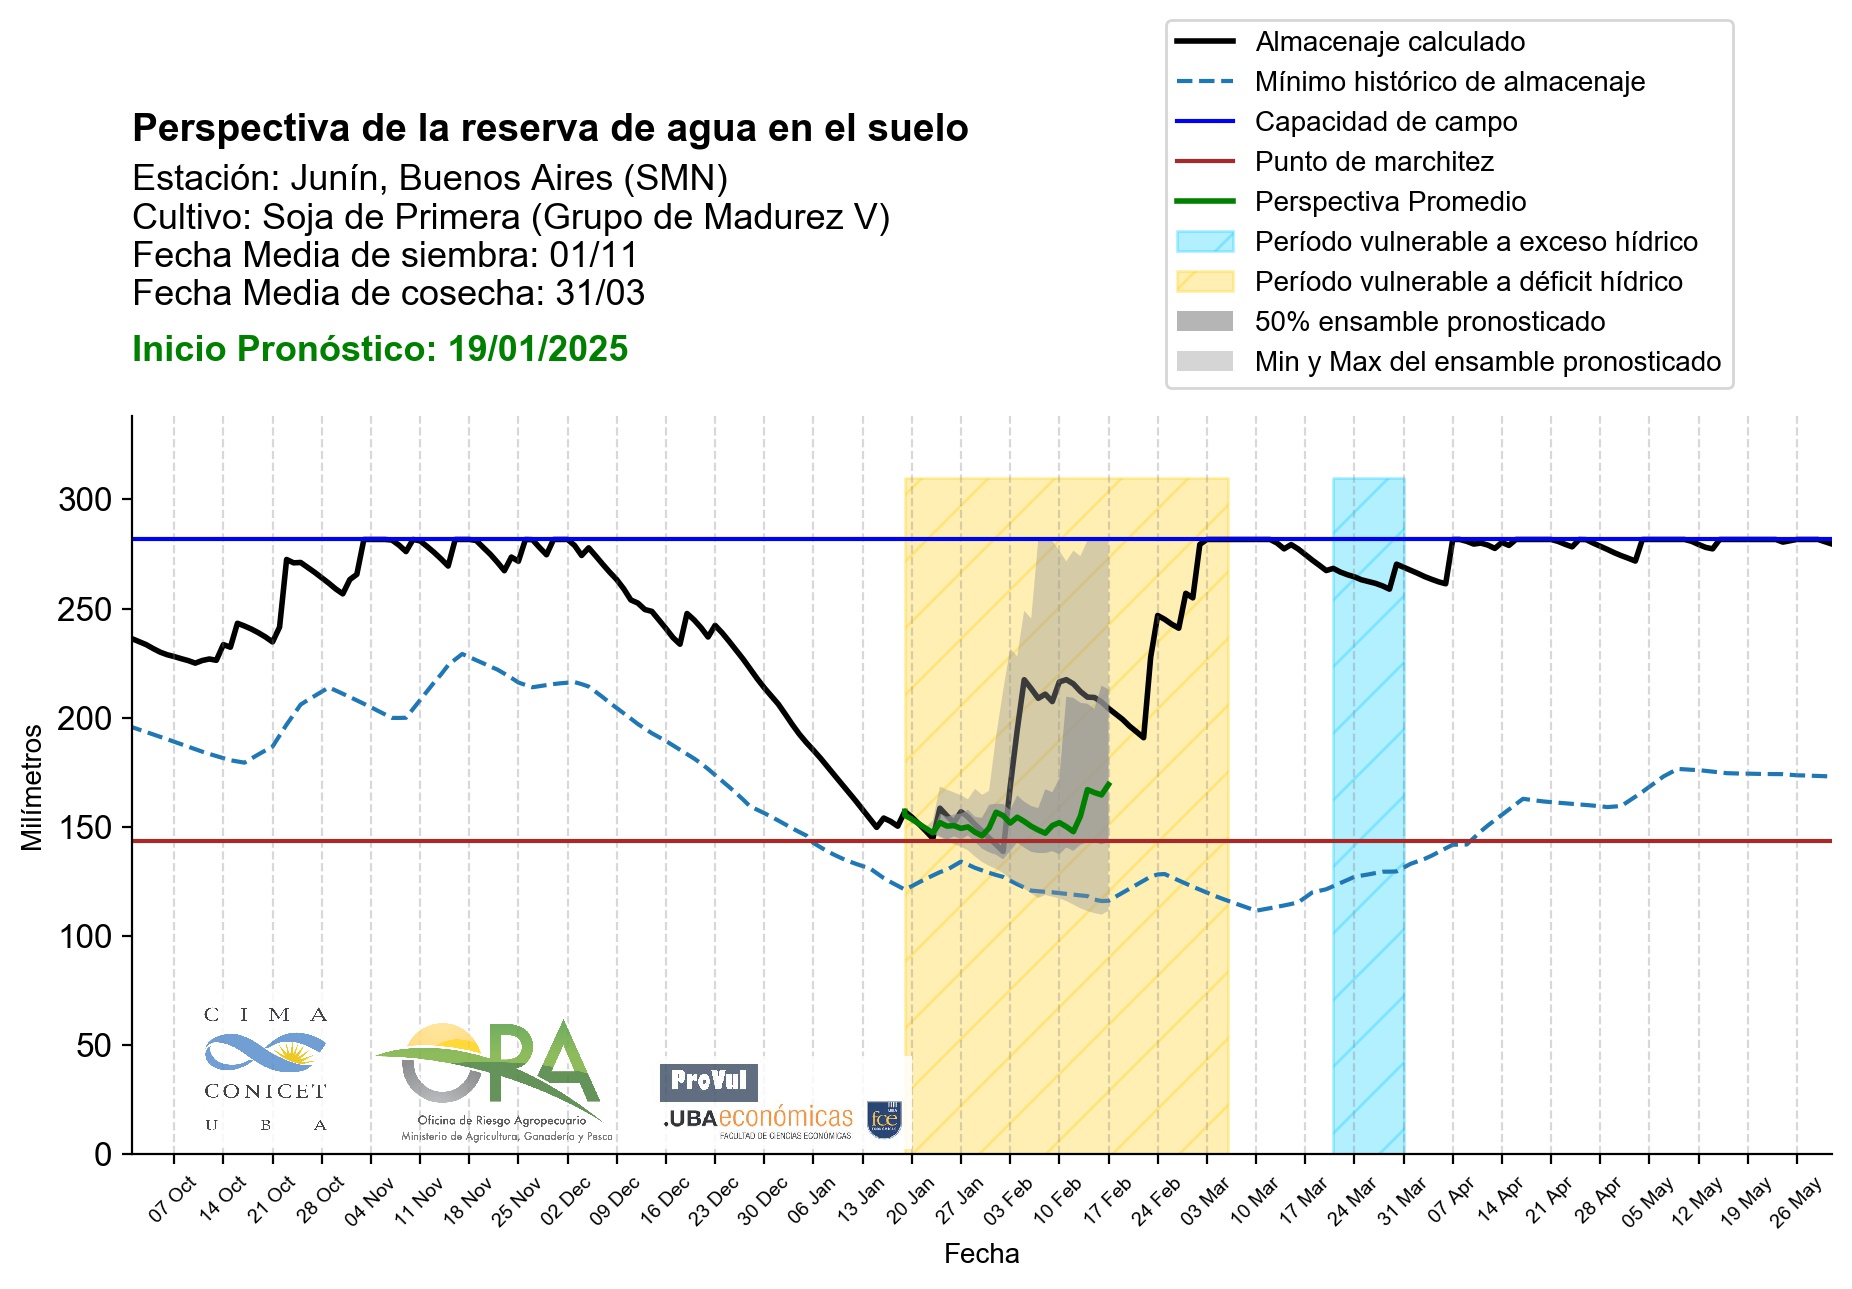 Almacenaje calculado
Mínimo histórico de almacenaje
Capacidad de campo
Punto de marchitez
Perspectiva Promedio
Período vulnerable a exceso hídrico
Período vulnerable a déficit hídrico
50% ensamble pronosticado
Min y Max del ensamble pronosticado
Perspectiva de la reserva de agua en el suelo
Estación: Junín, Buenos Aires (SMN)
Cultivo: Soja de Primera (Grupo de Madurez V)
Fecha Media de siembra: 01/11
Fecha Media de cosecha: 31/03
Inicio Pronóstico: 19/01/2025
300
250
200
150
100
50
0
Milímetros
CIMA
CONICET
UBA
ORA
Oficina de Riesgo Agropecuario
Ministerio de Agricultura, Ganadería y Pesca
ProVul
.UBAeconómicas
FACULTAD DE CIENCIAS ECONÓMICAS
UBA
fce
ECONÓMICAS
07 Oct
14 Oct
21 Oct
28 Oct
04 Nov
11 Nov
18 Nov
25 Nov
02 Dec
09 Dec
16 Dec
23 Dec
30 Dec
06 Jan
13 Jan
20 Jan
27 Jan
03 Feb
10 Feb
17 Feb
24 Feb
03 Mar
10 Mar
17 Mar
24 Mar
31 Mar
07 Apr
14 Apr
21 Apr
28 Apr
05 May
12 May
19 May
26 May
Fecha